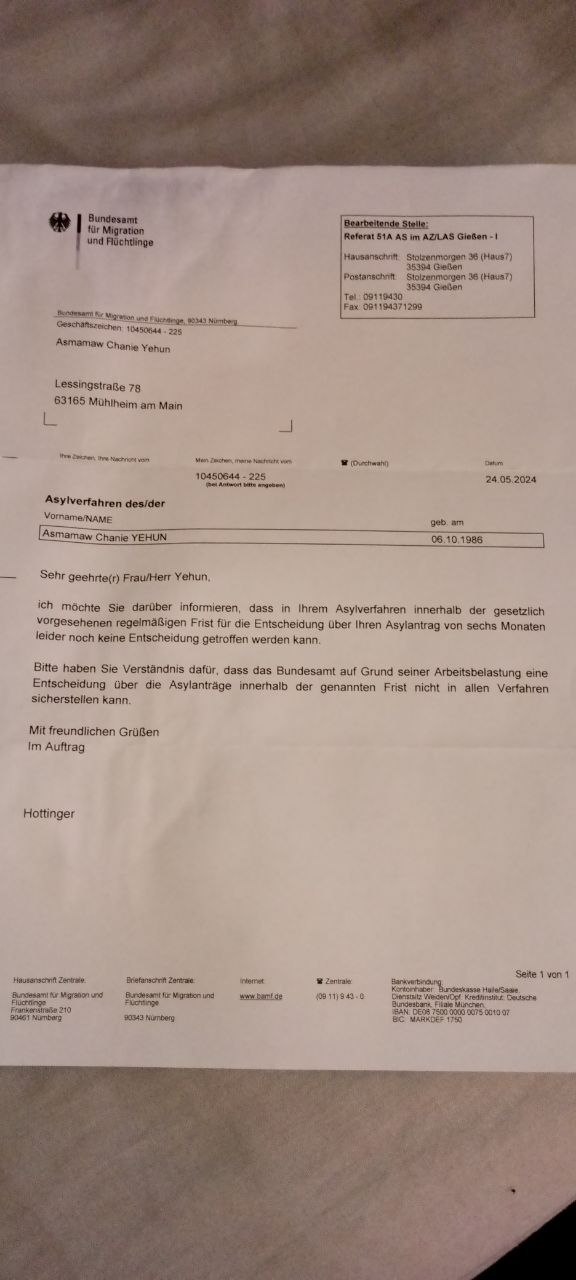 Bundesamt
für Migration
und Flüchtlinge
Bearbeitende Stelle:
Referat 51A AS im AZ/LAS Gießen - I
Hausanschrift: Stolzenmorgen 36 (Haus7)
35394 Gießen
Postanschrift: Stolzenmorgen 36 (Haus7)
35394 Gießen
Tel.: 09119430
Fax: 091194371299
Bundesamt für Migration und Flüchtlinge, 90343 Nürnberg
Geschäftszeichen: 10450644 - 225
Asmamaw Chanie Yehun
Lessingstraße 78
63165 Mühlheim am Main
Ihre Zeichen, Ihre Nachricht vom
Mein Zeichen, meine Nachricht vom
☎ (Durchwahl)
Datum
10450644 - 225
(bei Antwort bitte angeben)
24.05.2024
Asylverfahren des/der
Vorname/NAME
geb. am
Asmamaw Chanie YEHUN
06.10.1986
Sehr geehrte(r) Frau/Herr Yehun,
ich möchte Sie darüber informieren, dass in Ihrem Asylverfahren innerhalb der gesetzlich
vorgesehenen regelmäßigen Frist für die Entscheidung über Ihren Asylantrag von sechs Monaten
leider noch keine Entscheidung getroffen werden kann.
Bitte haben Sie Verständnis dafür, dass das Bundesamt auf Grund seiner Arbeitsbelastung eine
Entscheidung über die Asylanträge innerhalb der genannten Frist nicht in allen Verfahren
sicherstellen kann.
Mit freundlichen Grüßen
Im Auftrag
Hottinger
Seite 1 von 1
Hausanschrift Zentrale:
Bundesamt für Migration und
Flüchtlinge
Frankenstraße 210
90461 Nürnberg
Briefanschrift Zentrale:
Bundesamt für Migration und
Flüchtlinge
90343 Nürnberg
Internet:
www.bamf.de
☎ Zentrale:
(09 11) 9 43 - 0
Bankverbindung:
Kontoinhaber: Bundeskasse Halle/Saale,
Dienstsitz Weiden/Opf. Kreditinstitut: Deutsche
Bundesbank, Filiale München,
IBAN: DE08 7500 0000 0075 0010 07
BIC: MARKDEF 1750